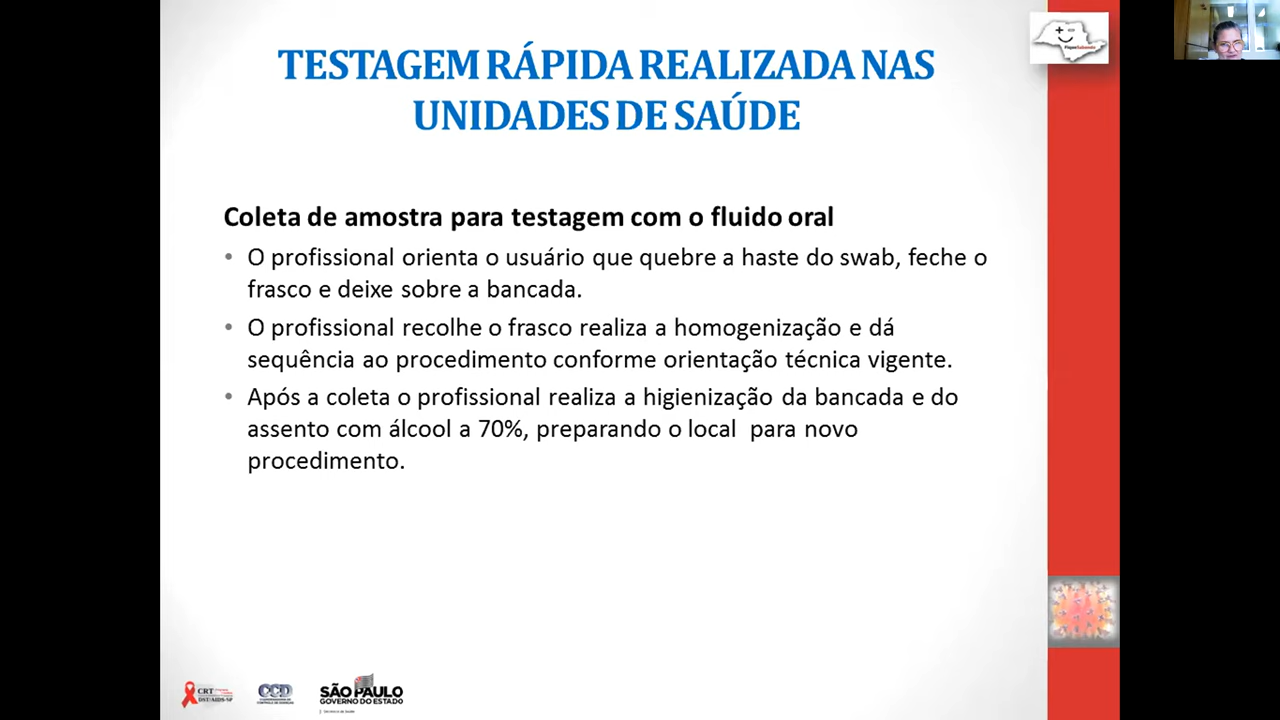 TESTAGEM RÁPIDA REALIZADA NAS
UNIDADES DE SAÚDE
Coleta de amostra para testagem com o fluido oral
• O profissional orienta o usuário que quebre a haste do swab, feche o
frasco e deixe sobre a bancada.
• O profissional recolhe o frasco realiza a homogenização e dá
sequência ao procedimento conforme orientação técnica vigente.
• Após a coleta o profissional realiza a higienização da bancada e do
assento com álcool a 70%, preparando o local para novo
procedimento.
CRT
DST/AIDS-SP
CCD
SÃO PAULO
GOVERNO DO ESTADO